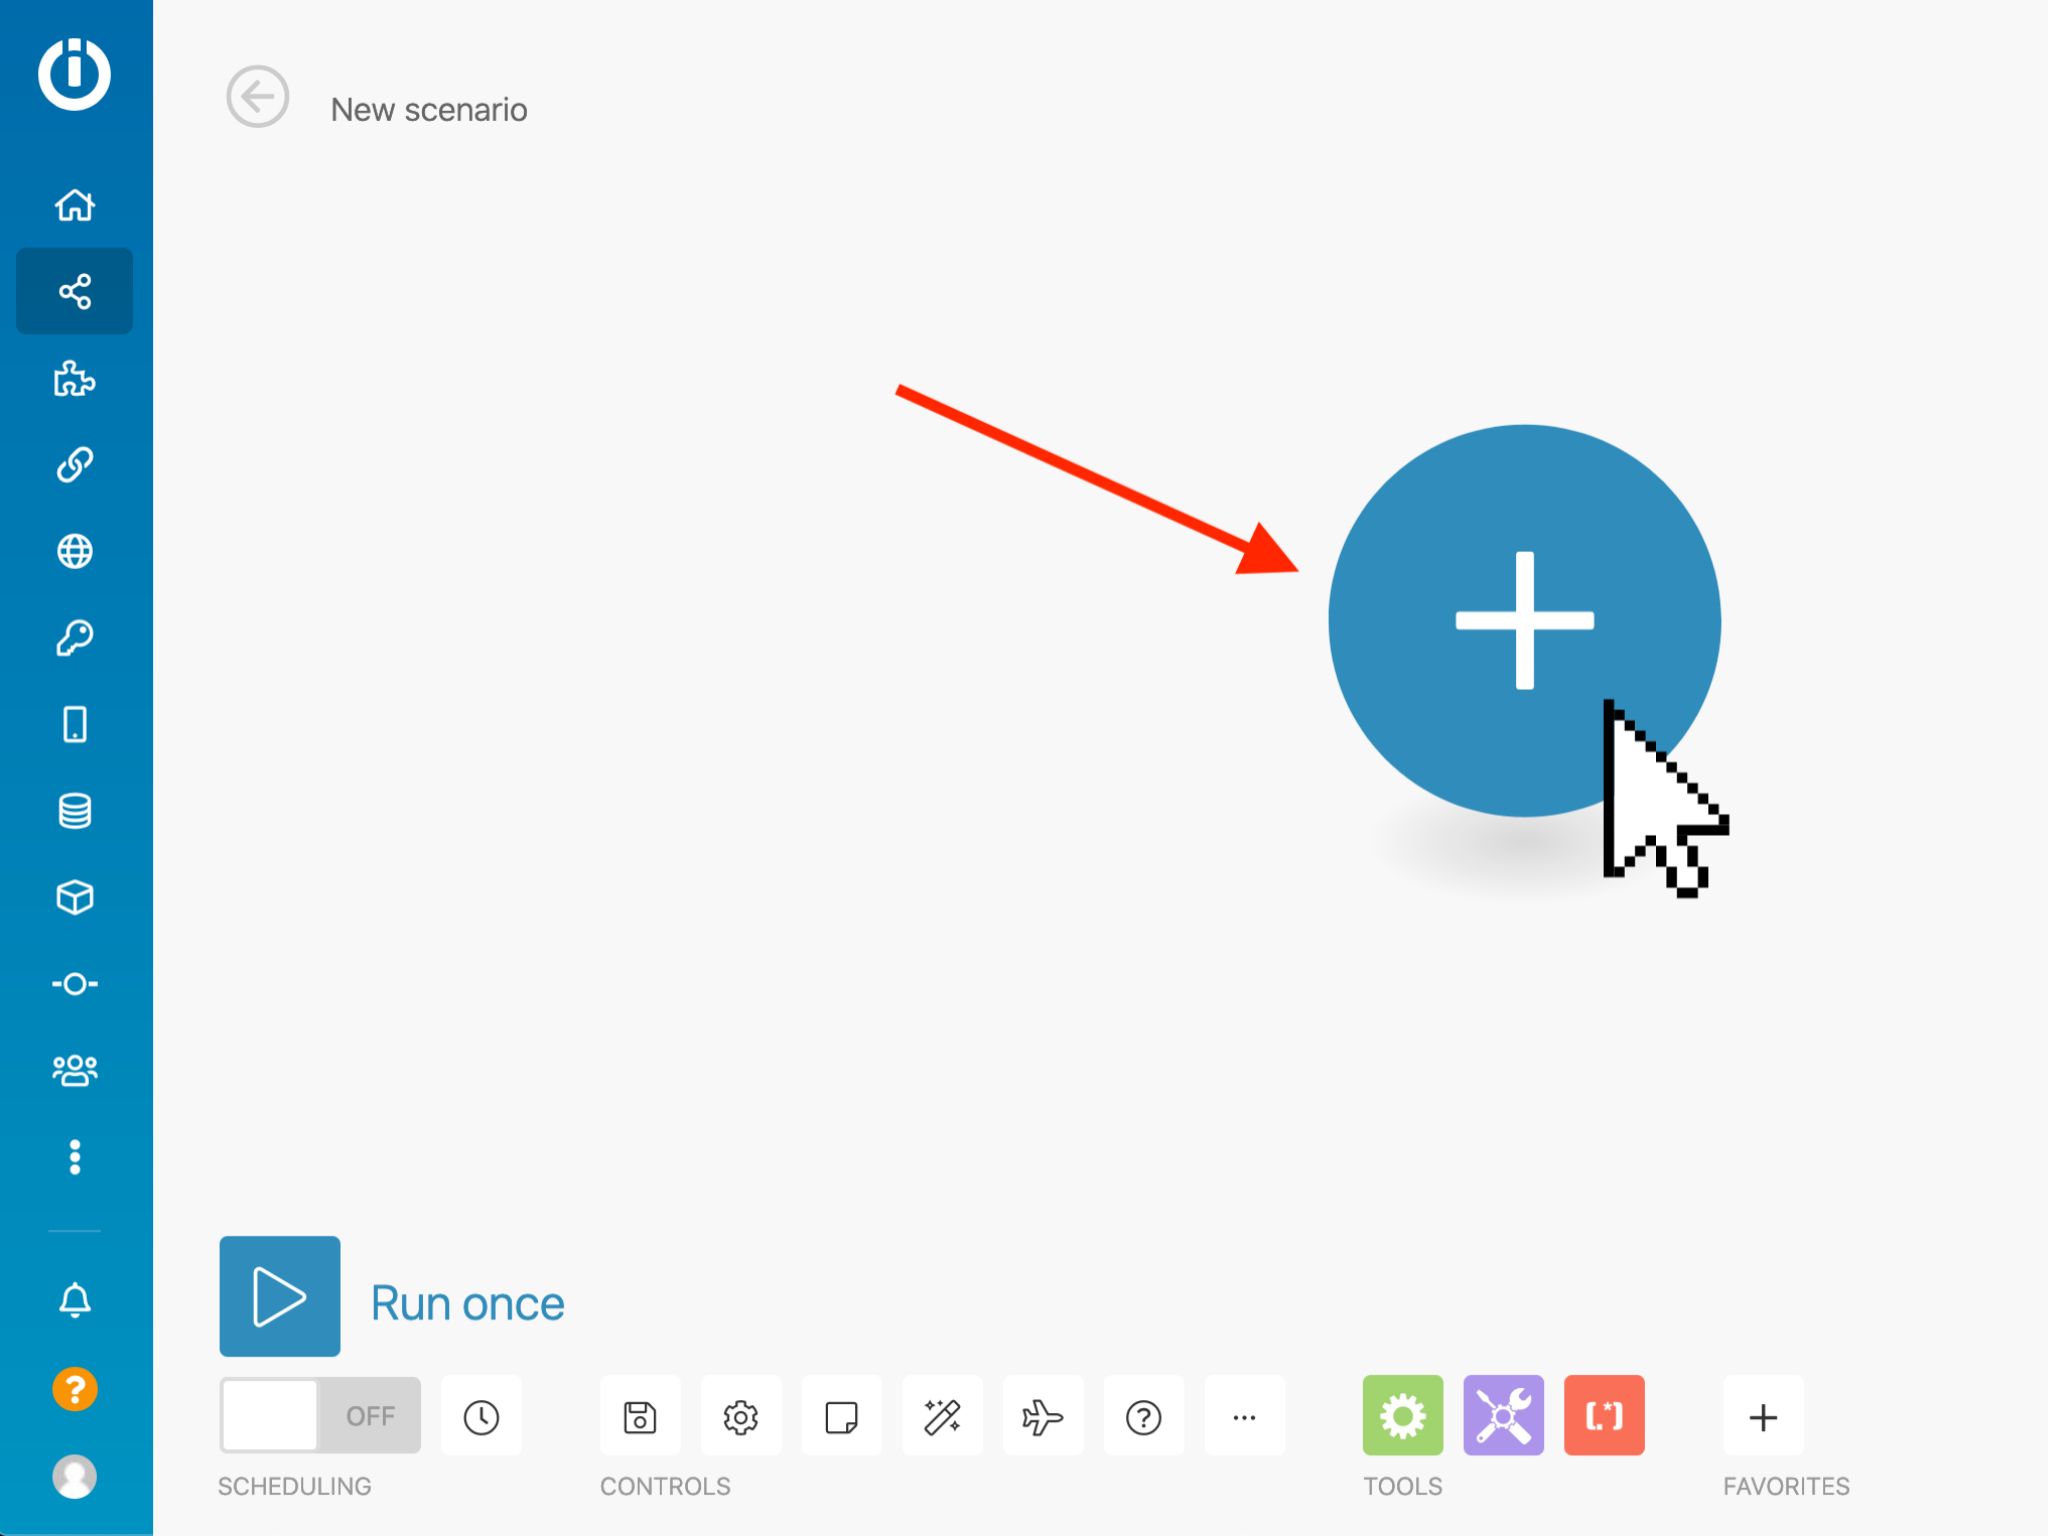 New scenario
Run once
OFF
SCHEDULING
CONTROLS
TOOLS
FAVORITES